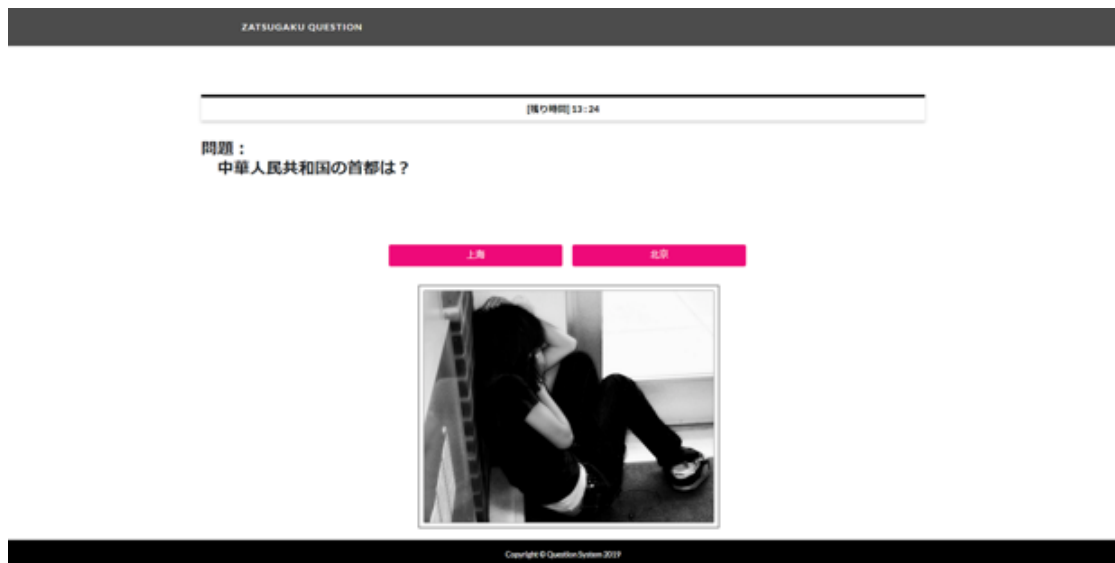 ZATSUGAKU QUESTION
[残り時間] 13 : 24
問題：
中華人民共和国の首都は？
上海
北京
Copyright © Question System 2019